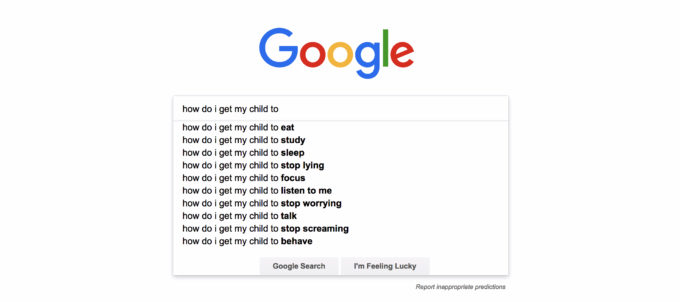 Google
how do i get my child to
how do i get my child to eat
how do i get my child to study
how do i get my child to sleep
how do i get my child to stop lying
how do i get my child to focus
how do i get my child to listen to me
how do i get my child to stop worrying
how do i get my child to talk
how do i get my child to stop screaming
how do i get my child to behave
Google Search I'm Feeling Lucky
Report inappropriate predictions